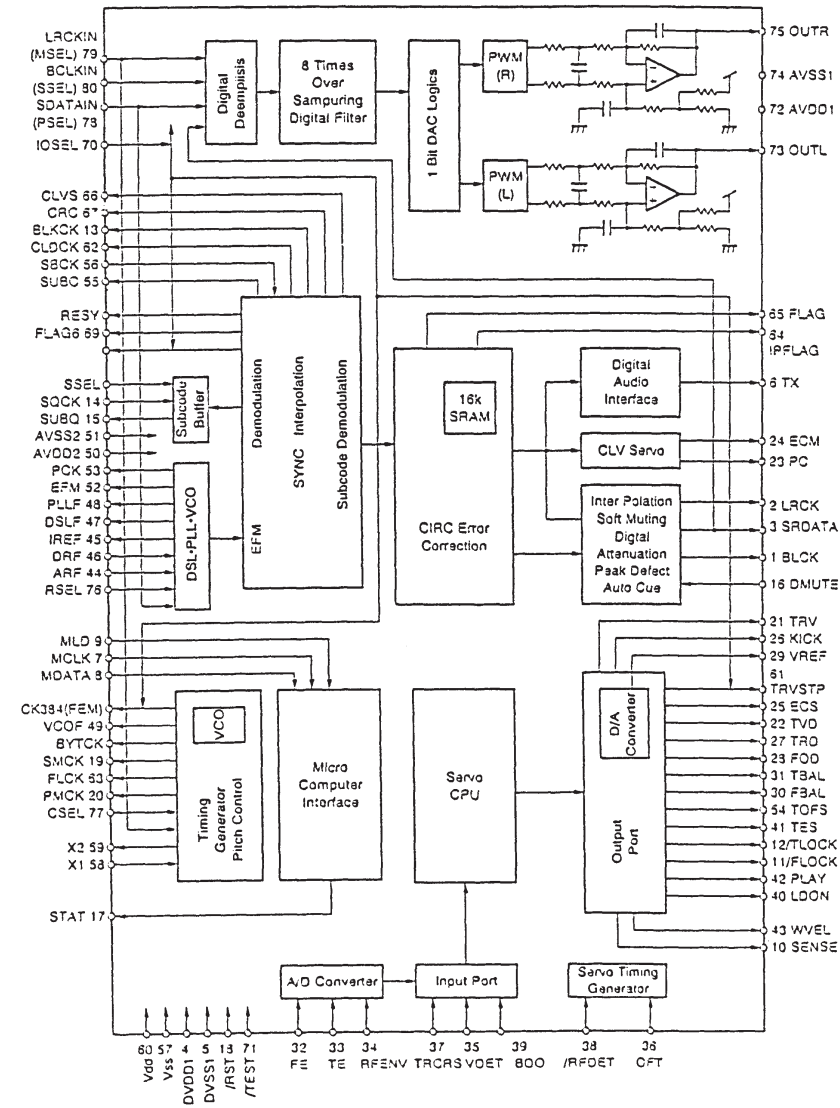 LRCKIN
(MSEL) 79
BCLKIN
(SSEL) 80
SDATAIN
(PSEL) 78
IOSEL 70
CLVS 66
CRC 67
BLKCK 13
CLDCK 62
SBCK 56
SUBC 55
RESY
FLAG6 69
SSEL
SQCK 14
SUBQ 15
AVSS2 51
AVDD2 50
PCK 53
EFM 52
PLLF 48
DSLF 47
IREF 45
DRF 46
ARF 44
RSEL 76
MLD 9
MCLK 7
MDATA 8
CK384(FEM)
VCOF 49
BYTCK
SMCK 19
FLCK 63
PMCK 20
CSEL 77
X2 59
X1 58
STAT 17
Digital
Deempiisis
8 Times
Over
Sampuring
Digital Filter
1 Bit DAC Logics
PWM
(R)
PWM
(L)
75 OUTR
74 AVSS1
72 AVDD1
73 OUTL
Subcode
Buffer
DSL•PLL•VCO
EFM Demodulation
SYNC Interpolation
Subcode Demodulation
16k
SRAM
CIRC Error
Correction
Digital
Audio
Interface
CLV Servo
Inter Polation
Soft Muting
Digtal
Attenuation
Peak Defect
Auto Cue
65 FLAG
64
IPFLAG
6 TX
24 ECM
23 PC
2 LRCK
3 SRDATA
1 BLCK
16 DMUTE
VCO
Timing
Generator
Pitch Control
Micro
Computer
Interface
Servo
CPU
D/A
Converter
Output
Port
21 TRV
26 KICK
29 VREF
61
TRVSTP
25 ECS
22 TVD
27 TRD
28 FOD
31 TBAL
30 FBAL
54 TOFS
41 TES
12/TLOCK
11/FLOCK
42 PLAY
40 LDON
43 WVEL
10 SENSE
A/D Converter
Input Port
Servo Timing
Generator
60
Vdd
57
Vss
4
DVDD1
5
DVSS1
18
/RST
71
/TEST
32
FE
33
TE
34
RFENV
37
TRCRS
35
VDET
39
BDO
38
/RFDET
36
OFT